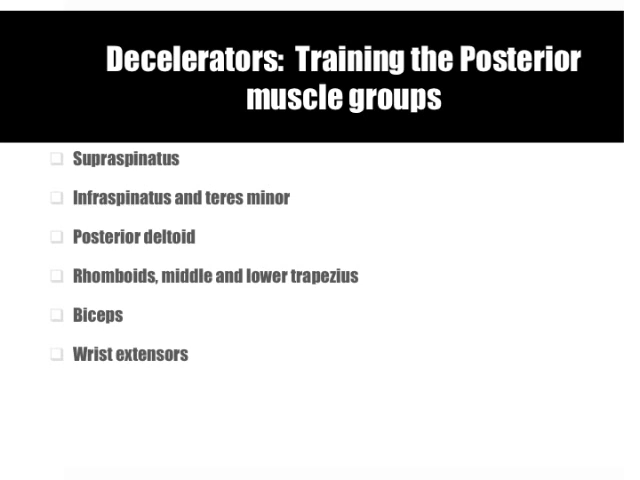 Decelerators: Training the Posterior
muscle groups
Supraspinatus
Infraspinatus and teres minor
Posterior deltoid
Rhomboids, middle and lower trapezius
Biceps
Wrist extensors